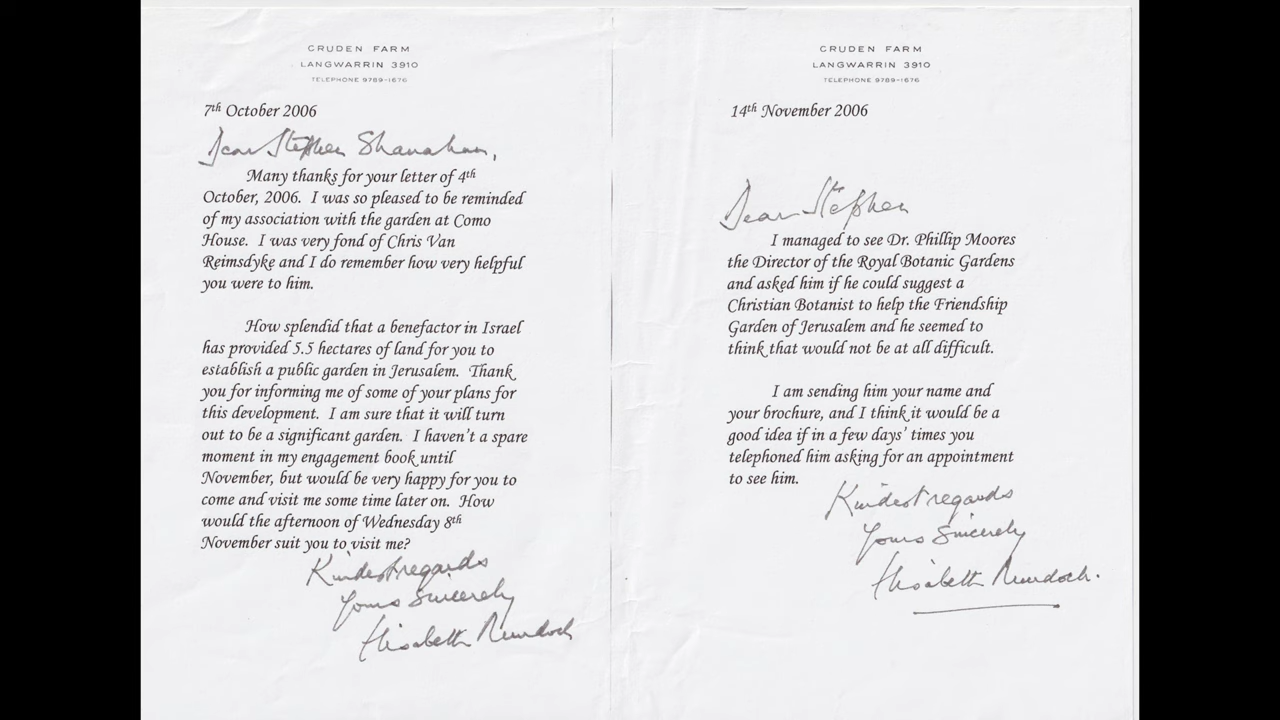 CRUDEN FARM
LANGWARRIN 3910
TELEPHONE 9789-1676
7th October 2006
Dear Stephen Shanahan,
Many thanks for your letter of 4th
October, 2006. I was so pleased to be reminded
of my association with the garden at Como
House. I was very fond of Chris Van
Reimsdyke and I do remember how very helpful
you were to him.
How splendid that a benefactor in Israel
has provided 5.5 hectares of land for you to
establish a public garden in Jerusalem. Thank
you for informing me of some of your plans for
this development. I am sure that it will turn
out to be a significant garden. I haven't a spare
moment in my engagement book until
November, but would be very happy for you to
come and visit me some time later on. How
would the afternoon of Wednesday 8th
November suit you to visit me?
Kindest regards
Yours Sincerely
Elisabeth Murdoch
CRUDEN FARM
LANGWARRIN 3910
TELEPHONE 9789-1676
14th November 2006
Dear Stephen
I managed to see Dr. Phillip Moores
the Director of the Royal Botanic Gardens
and asked him if he could suggest a
Christian Botanist to help the Friendship
Garden of Jerusalem and he seemed to
think that would not be at all difficult.
I am sending him your name and
your brochure, and I think it would be a
good idea if in a few days' times you
telephoned him asking for an appointment
to see him.
Kindest regards
Yours Sincerely
Elisabeth Murdoch.